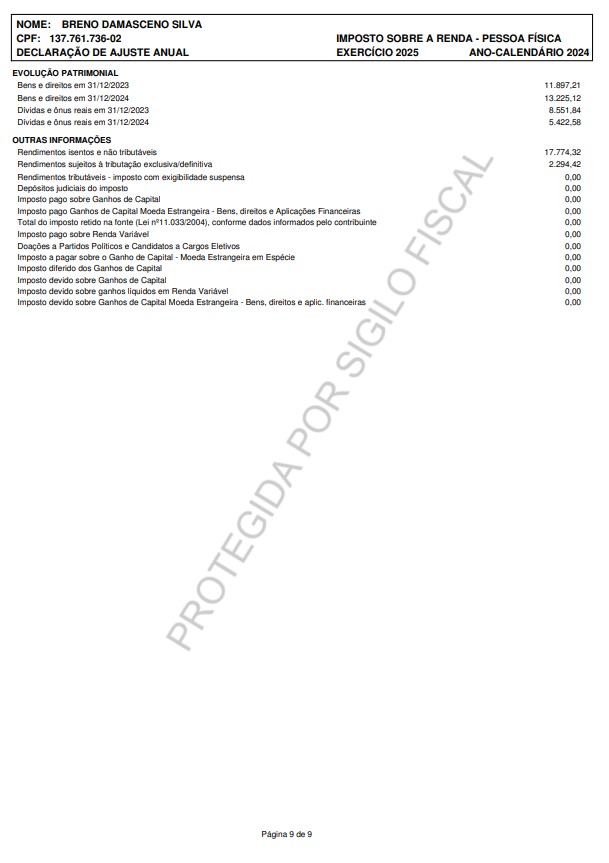 NOME: BRENO DAMASCENO SILVA
CPF: 137.761.736-02 IMPOSTO SOBRE A RENDA - PESSOA FÍSICA
DECLARAÇÃO DE AJUSTE ANUAL EXERCÍCIO 2025 ANO-CALENDÁRIO 2024
EVOLUÇÃO PATRIMONIAL
Bens e direitos em 31/12/2023 11.897,21
Bens e direitos em 31/12/2024 13.225,12
Dívidas e ônus reais em 31/12/2023 8.551,84
Dívidas e ônus reais em 31/12/2024 5.422,58
OUTRAS INFORMAÇÕES
Rendimentos isentos e não tributáveis 17.774,32
Rendimentos sujeitos à tributação exclusiva/definitiva 2.294,42
Rendimentos tributáveis - imposto com exigibilidade suspensa 0,00
Depósitos judiciais do imposto 0,00
Imposto pago sobre Ganhos de Capital 0,00
Imposto pago Ganhos de Capital Moeda Estrangeira - Bens, direitos e Aplicações Financeiras 0,00
Total do imposto retido na fonte (Lei nº11.033/2004), conforme dados informados pelo contribuinte 0,00
Imposto pago sobre Renda Variável 0,00
Doações a Partidos Políticos e Candidatos a Cargos Eletivos 0,00
Imposto a pagar sobre o Ganho de Capital - Moeda Estrangeira em Espécie 0,00
Imposto diferido dos Ganhos de Capital 0,00
Imposto devido sobre Ganhos de Capital 0,00
Imposto devido sobre ganhos líquidos em Renda Variável 0,00
Imposto devido sobre Ganhos de Capital Moeda Estrangeira - Bens, direitos e aplic. financeiras 0,00
PROTEGIDA POR SIGILO FISCAL
Página 9 de 9